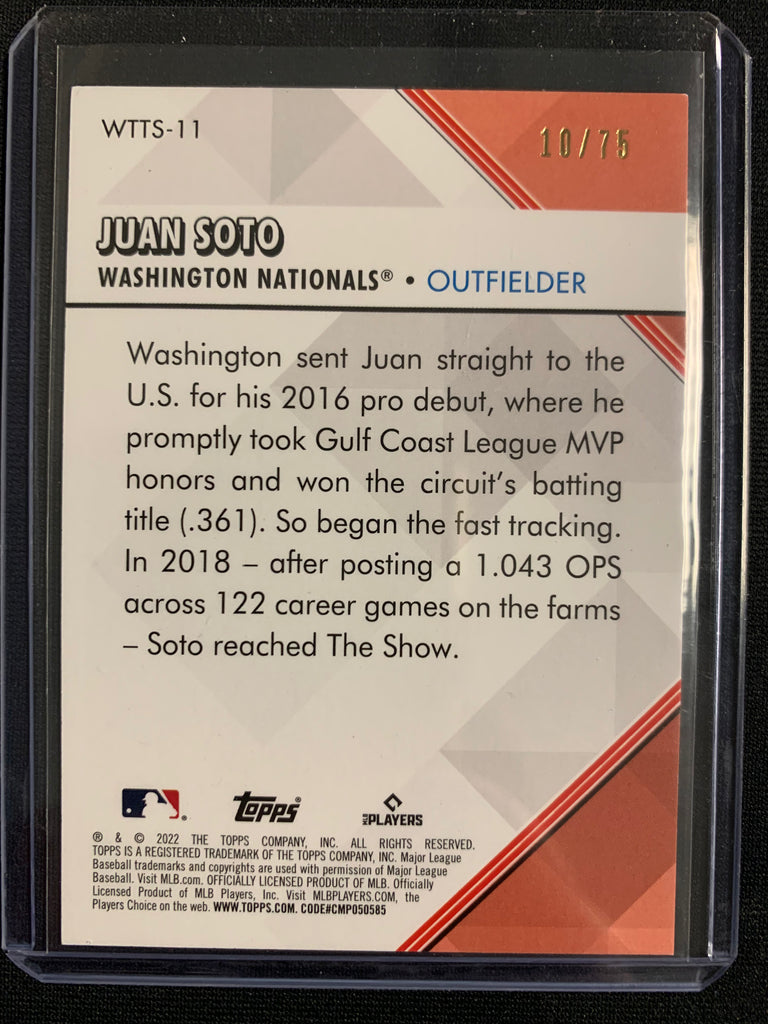 WTTS-11
10/75
JUAN SOTO
WASHINGTON NATIONALS® • OUTFIELDER
Washington sent Juan straight to the
U.S. for his 2016 pro debut, where he
promptly took Gulf Coast League MVP
honors and won the circuit's batting
title (.361). So began the fast tracking.
In 2018 – after posting a 1.043 OPS
across 122 career games on the farms
– Soto reached The Show.
Topps®
MLB PLAYERS
® & © 2022 THE TOPPS COMPANY, INC. ALL RIGHTS RESERVED.
TOPPS IS A REGISTERED TRADEMARK OF THE TOPPS COMPANY, INC. Major League
Baseball trademarks and copyrights are used with permission of Major League
Baseball. Visit MLB.com. OFFICIALLY LICENSED PRODUCT OF MLB. Officially
Licensed Product of MLB Players, Inc. Visit MLBPLAYERS.COM, the
Players Choice on the web. WWW.TOPPS.COM. CODE#CMP050585